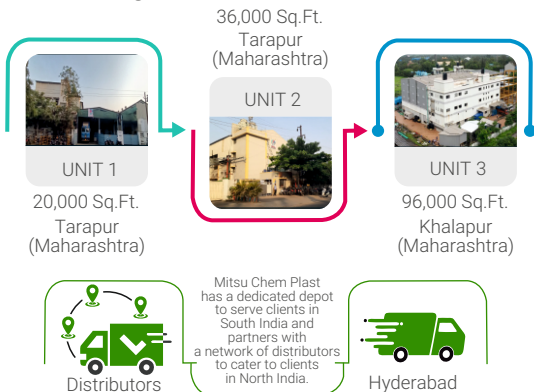 36,000 Sq.Ft.
Tarapur
(Maharashtra)
UNIT 2
UNIT 1
20,000 Sq.Ft.
Tarapur
(Maharashtra)
UNIT 3
96,000 Sq.Ft.
Khalapur
(Maharashtra)
Mitsu Chem Plast
has a dedicated depot
to serve clients in
South India and
partners with
a network of distributors
to cater to clients
in North India.
Distributors
Hyderabad